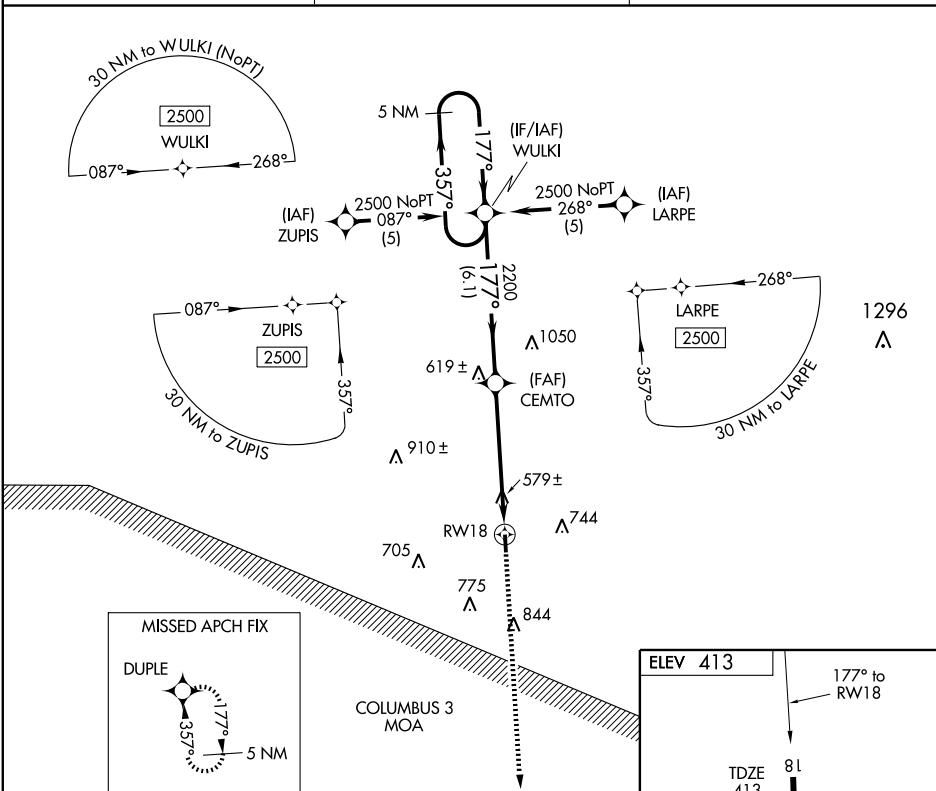 30 NM to WULKI (NoPT)
2500
WULKI
087°
268°
5 NM
177°
357°
(IF/IAF)
WULKI
(IAF)
ZUPIS
2500 NoPT
087°
(5)
2500 NoPT
268°
(5)
(IAF)
LARPE
2200
177°
(6.1)
087°
ZUPIS
2500
357°
30 NM to ZUPIS
268°
LARPE
2500
357°
30 NM to LARPE
1296
1050
619 ±
(FAF)
CEMTO
910 ±
579 ±
RW18
744
705
775
844
MISSED APCH FIX
DUPLE
177°
357°
5 NM
COLUMBUS 3
MOA
ELEV 413
177° to
RW18
TDZE
413
18